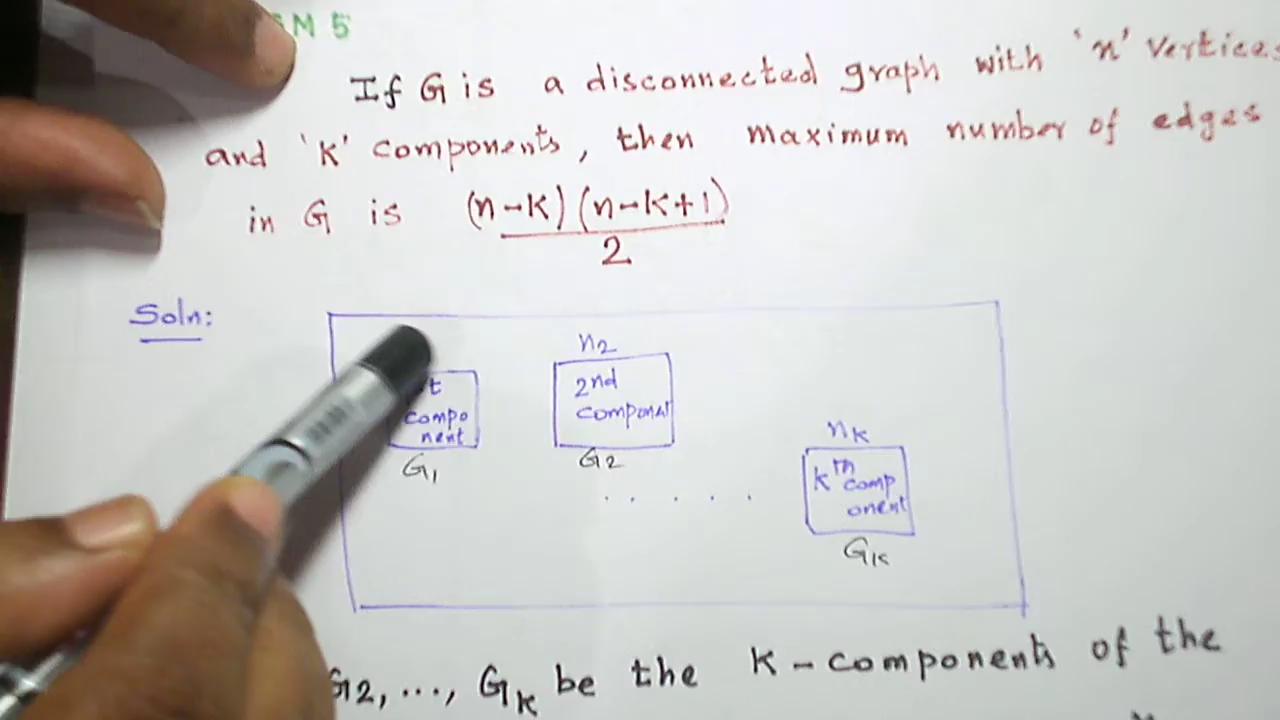 M 5
If G is a disconnected graph with 'n' vertices
and 'K' components, then maximum number of edges
in G is (n-k)(n-k+1)
2
Soln:
n2
2nd
component
G2
compo
nent
G1
. . . . .
nK
kth comp
onent
GK
G2, ..., Gk be the K-components of the